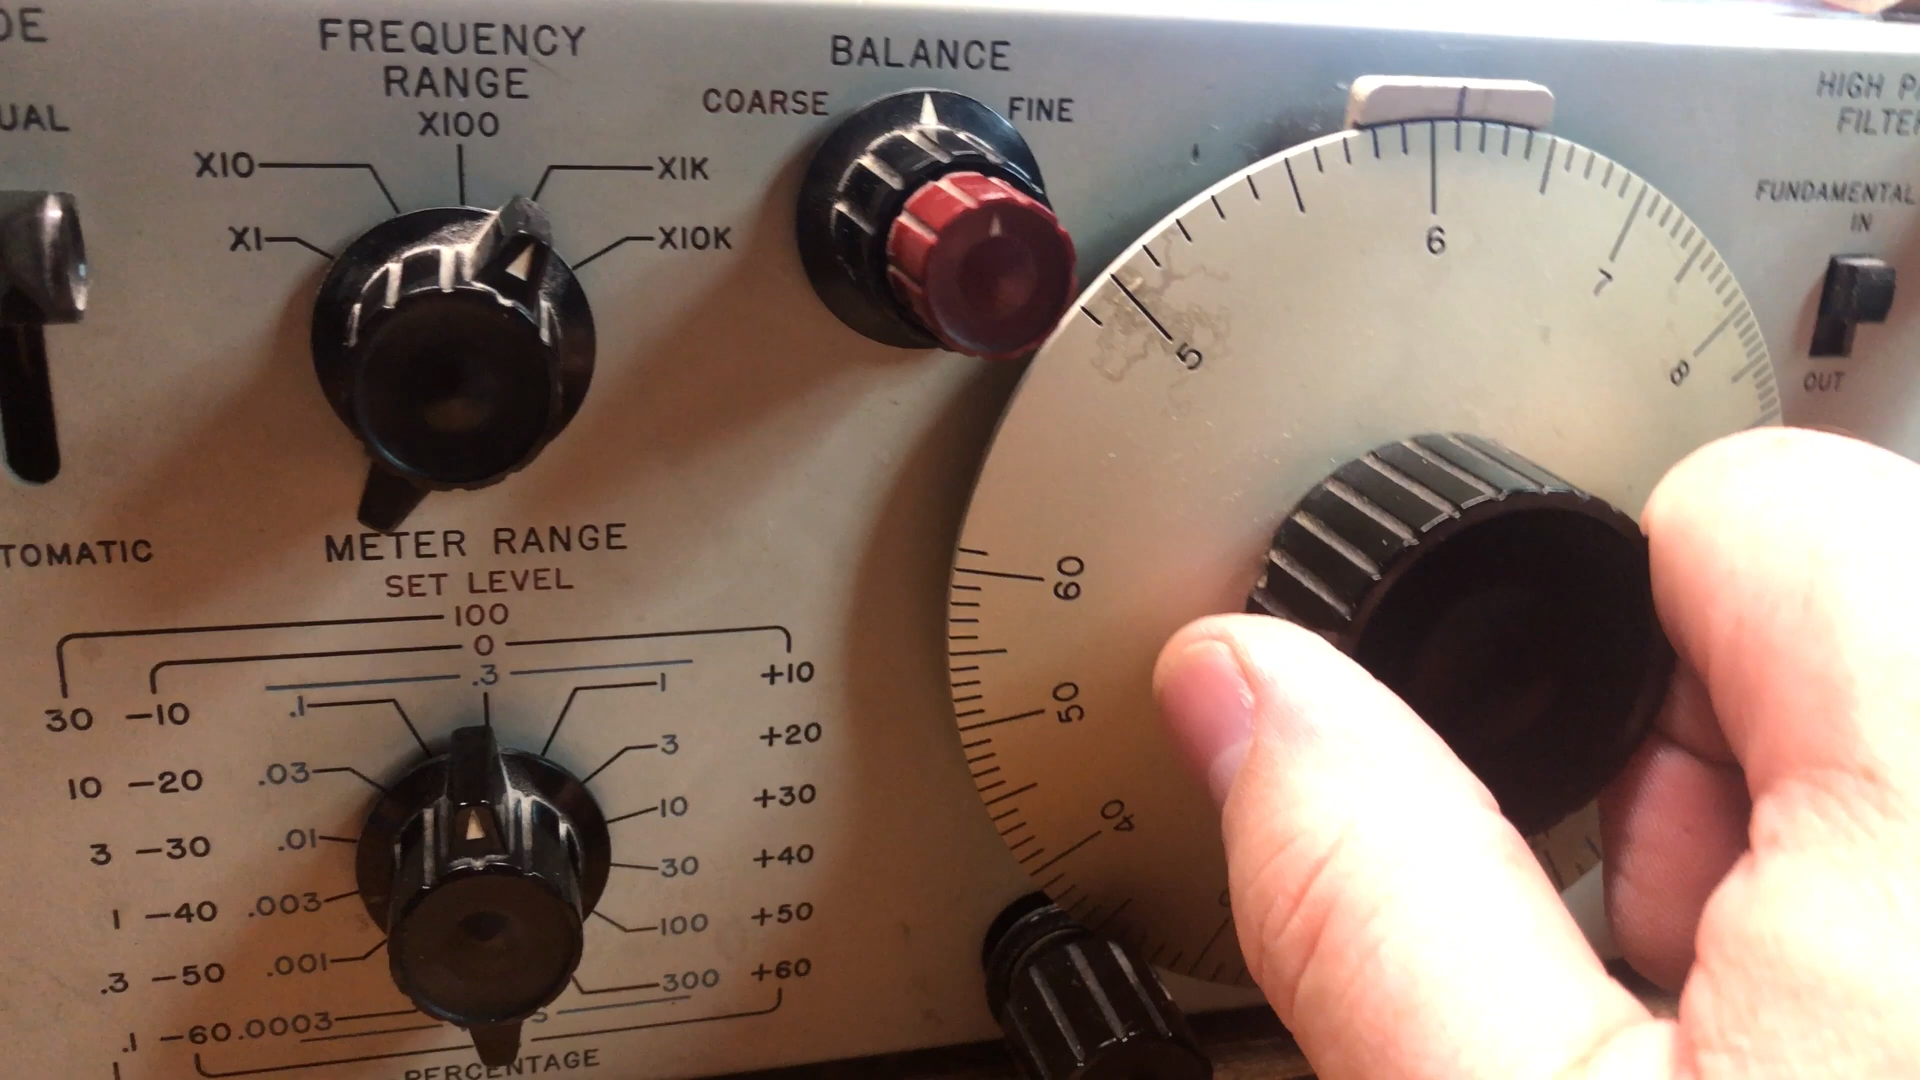 DE
UAL
TOMATIC
FREQUENCY
RANGE
X100
X10
X1K
X1
X10K
BALANCE
COARSE
FINE
HIGH PA
FILTE
FUNDAMENTAL
IN
OUT
5
6
7
8
60
50
40
METER RANGE
SET LEVEL
100
0
.3
30 -10 .1 1 +10
10 -20 .03 3 +20
3 -30 .01 10 +30
1 -40 .003 30 +40
.3 -50 .001 100 +50
.1 -60 .0003 300 +60
PERCENTAGE